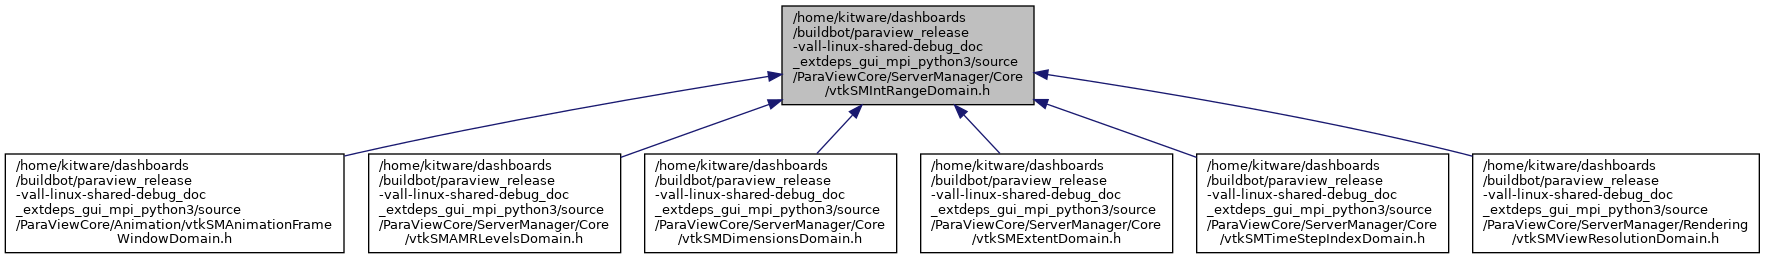 /home/kitware/dashboards
/buildbot/paraview_release
-vall-linux-shared-debug_doc
_extdeps_gui_mpi_python3/source
/ParaViewCore/ServerManager/Core
/vtkSMIntRangeDomain.h
/home/kitware/dashboards
/buildbot/paraview_release
-vall-linux-shared-debug_doc
_extdeps_gui_mpi_python3/source
/ParaViewCore/Animation/vtkSMAnimationFrame
WindowDomain.h
/home/kitware/dashboards
/buildbot/paraview_release
-vall-linux-shared-debug_doc
_extdeps_gui_mpi_python3/source
/ParaViewCore/ServerManager/Core
/vtkSMAMRLevelsDomain.h
/home/kitware/dashboards
/buildbot/paraview_release
-vall-linux-shared-debug_doc
_extdeps_gui_mpi_python3/source
/ParaViewCore/ServerManager/Core
/vtkSMDimensionsDomain.h
/home/kitware/dashboards
/buildbot/paraview_release
-vall-linux-shared-debug_doc
_extdeps_gui_mpi_python3/source
/ParaViewCore/ServerManager/Core
/vtkSMExtentDomain.h
/home/kitware/dashboards
/buildbot/paraview_release
-vall-linux-shared-debug_doc
_extdeps_gui_mpi_python3/source
/ParaViewCore/ServerManager/Core
/vtkSMTimeStepIndexDomain.h
/home/kitware/dashboards
/buildbot/paraview_release
-vall-linux-shared-debug_doc
_extdeps_gui_mpi_python3/source
/ParaViewCore/ServerManager/Rendering
/vtkSMViewResolutionDomain.h